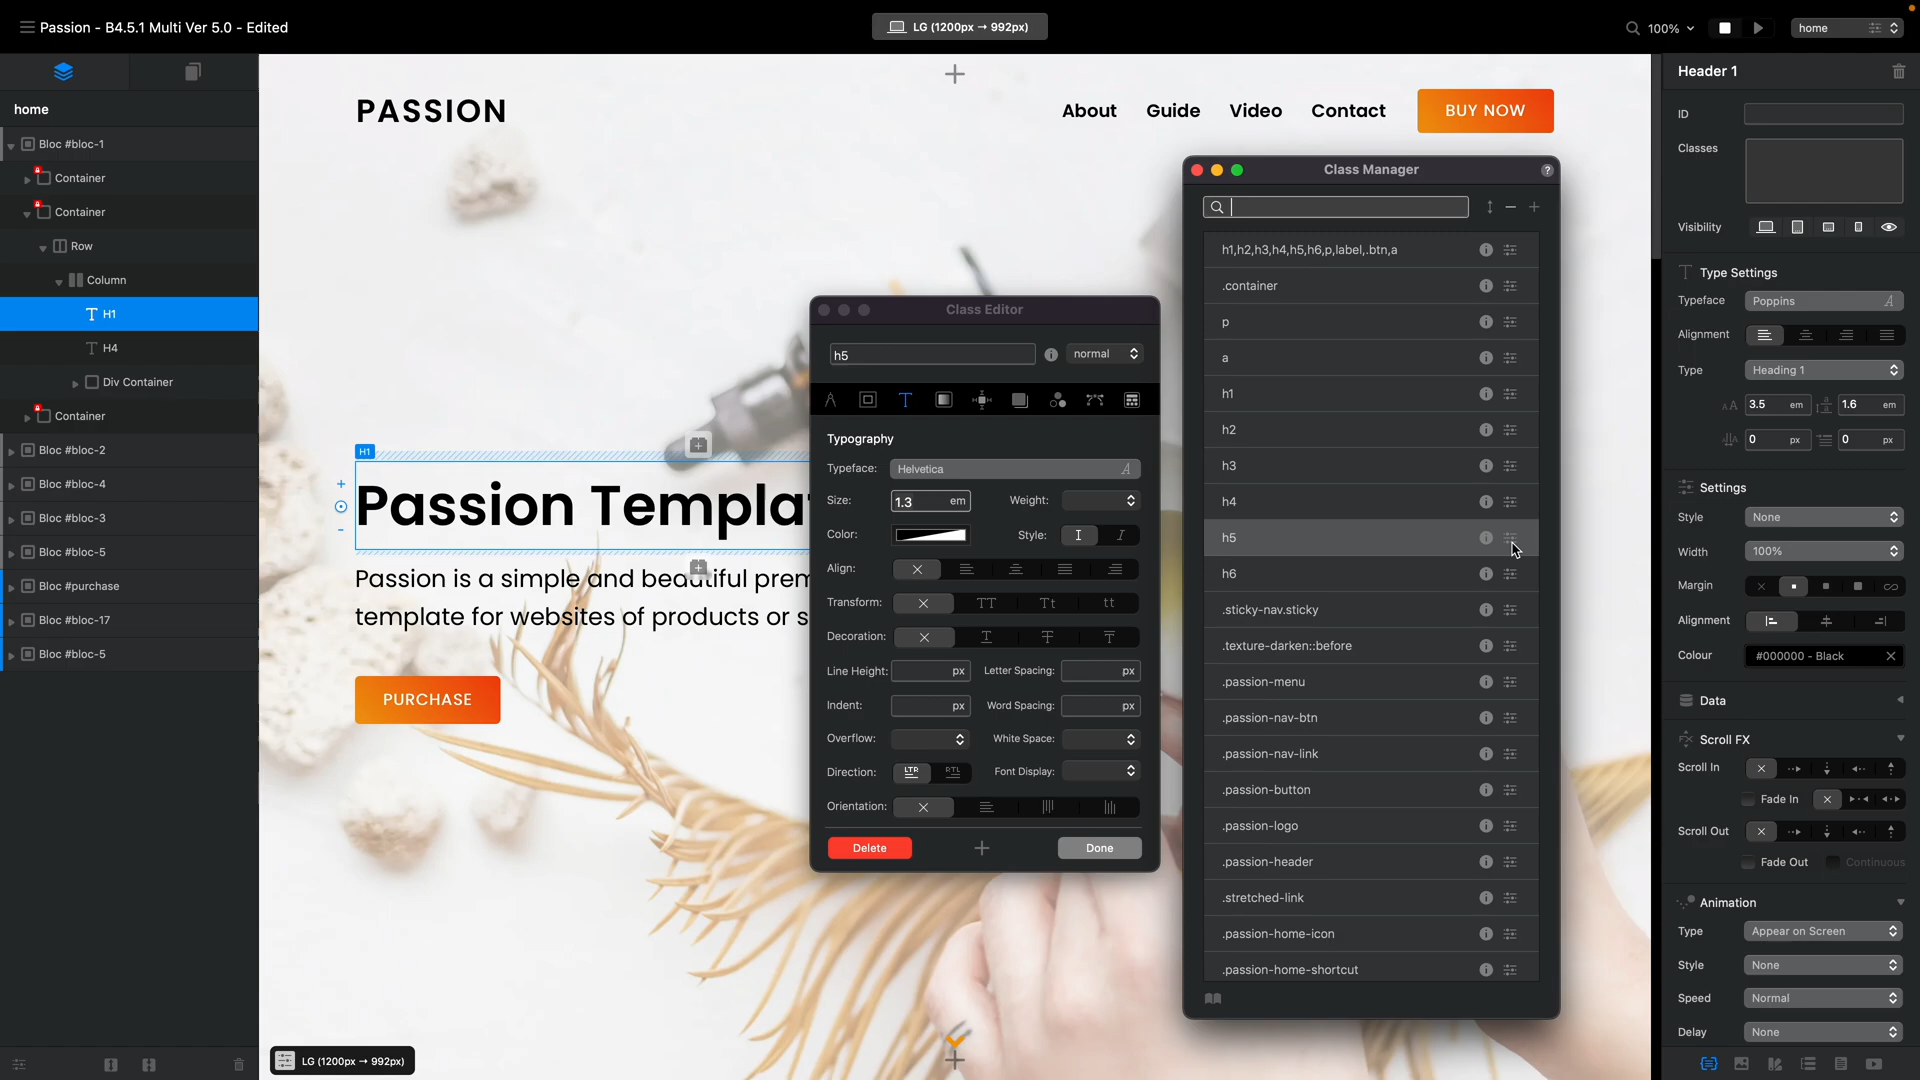 Passion - B4.5.1 Multi Ver 5.0 - Edited
LG (1200px → 992px)
100%
home
home
Bloc #bloc-1
Container
Container
Row
Column
H1
H4
Div Container
Container
Bloc #bloc-2
Bloc #bloc-4
Bloc #bloc-3
Bloc #bloc-5
Bloc #purchase
Bloc #bloc-17
Bloc #bloc-5
PASSION
About
Guide
Video
Contact
BUY NOW
H1
Passion Templa
Passion is a simple and beautiful prem
template for websites of products or s
PURCHASE
LG (1200px → 992px)
Class Editor
h5
normal
Typography
Typeface:
Helvetica
Size:
1.3
em
Weight:
Color:
Style:
Align:
Transform:
TT
Tt
tt
Decoration:
Line Height:
px
Letter Spacing:
px
Indent:
px
Word Spacing:
px
Overflow:
White Space:
Direction:
LTR
RTL
Font Display:
Orientation:
Delete
Done
Class Manager
h1,h2,h3,h4,h5,h6,p,label,.btn,a
.container
p
a
h1
h2
h3
h4
h5
h6
.sticky-nav.sticky
.texture-darken::before
.passion-menu
.passion-nav-btn
.passion-nav-link
.passion-button
.passion-logo
.passion-header
.stretched-link
.passion-home-icon
.passion-home-shortcut
Header 1
ID
Classes
Visibility
Type Settings
Typeface
Poppins
Alignment
Type
Heading 1
3.5
em
1.6
em
0
px
0
px
Settings
Style
None
Width
100%
Margin
Alignment
Colour
#000000 - Black
Data
Scroll FX
Scroll In
Fade In
Scroll Out
Fade Out
Continuous
Animation
Type
Appear on Screen
Style
None
Speed
Normal
Delay
None